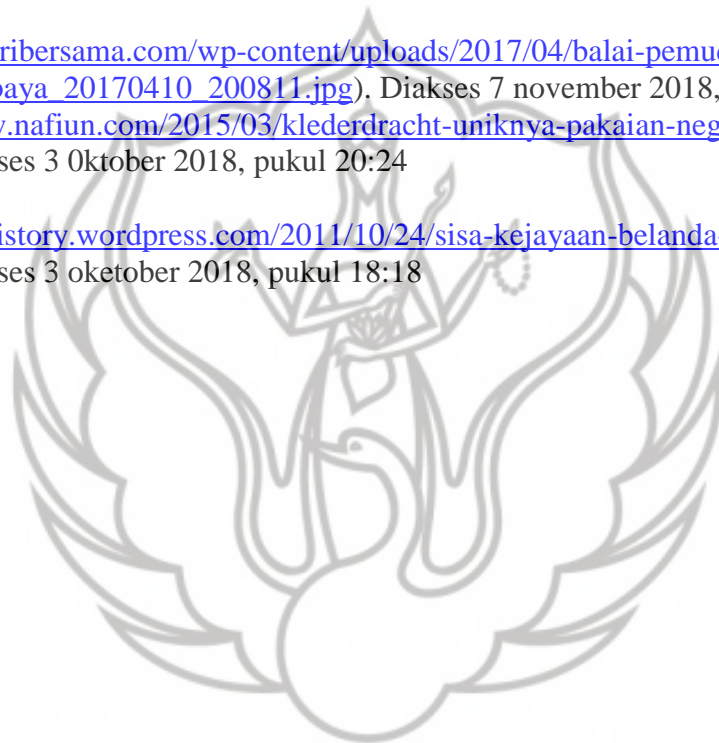 ribersama.com/wp-content/uploads/2017/04/balai-pemu
baya_20170410_200811.jpg). Diakses 7 november 2018,
.nafiun.com/2015/03/klederdracht-uniknya-pakaian-neg
ses 3 0ktober 2018, pukul 20:24
istory.wordpress.com/2011/10/24/sisa-kejayaan-belanda-
ses 3 oketober 2018, pukul 18:18